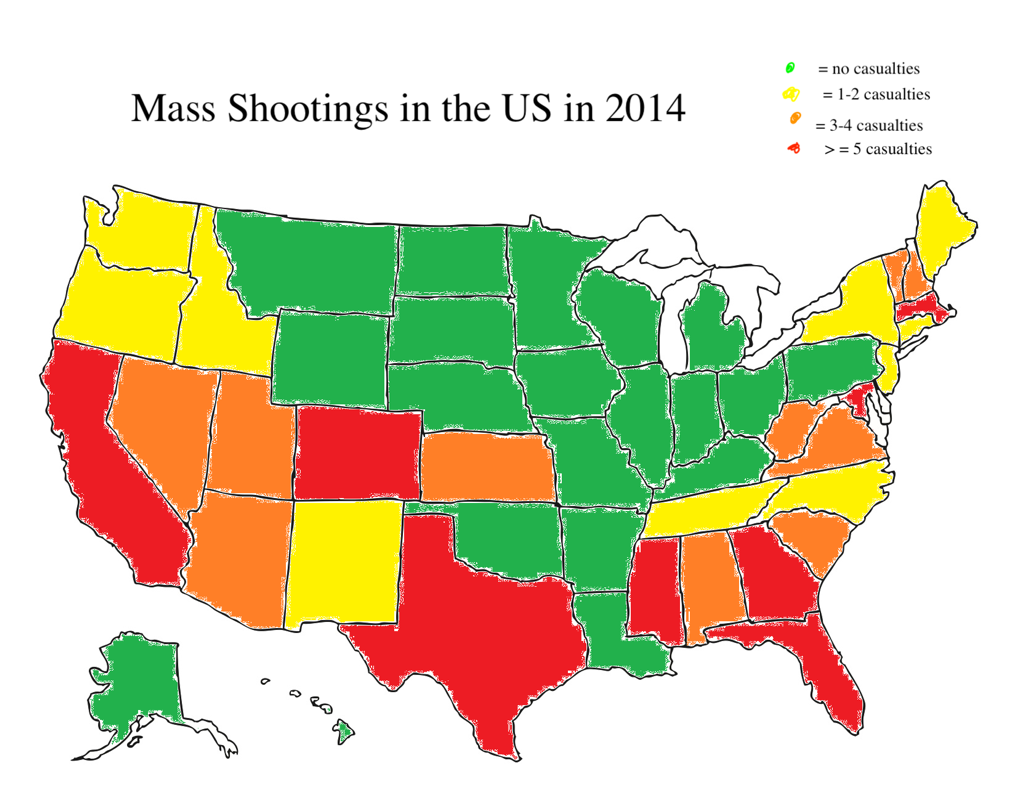 = no casualties
Mass Shootings in the US in 2014
= 1-2 casualties
= 3-4 casualties
> = 5 casualties